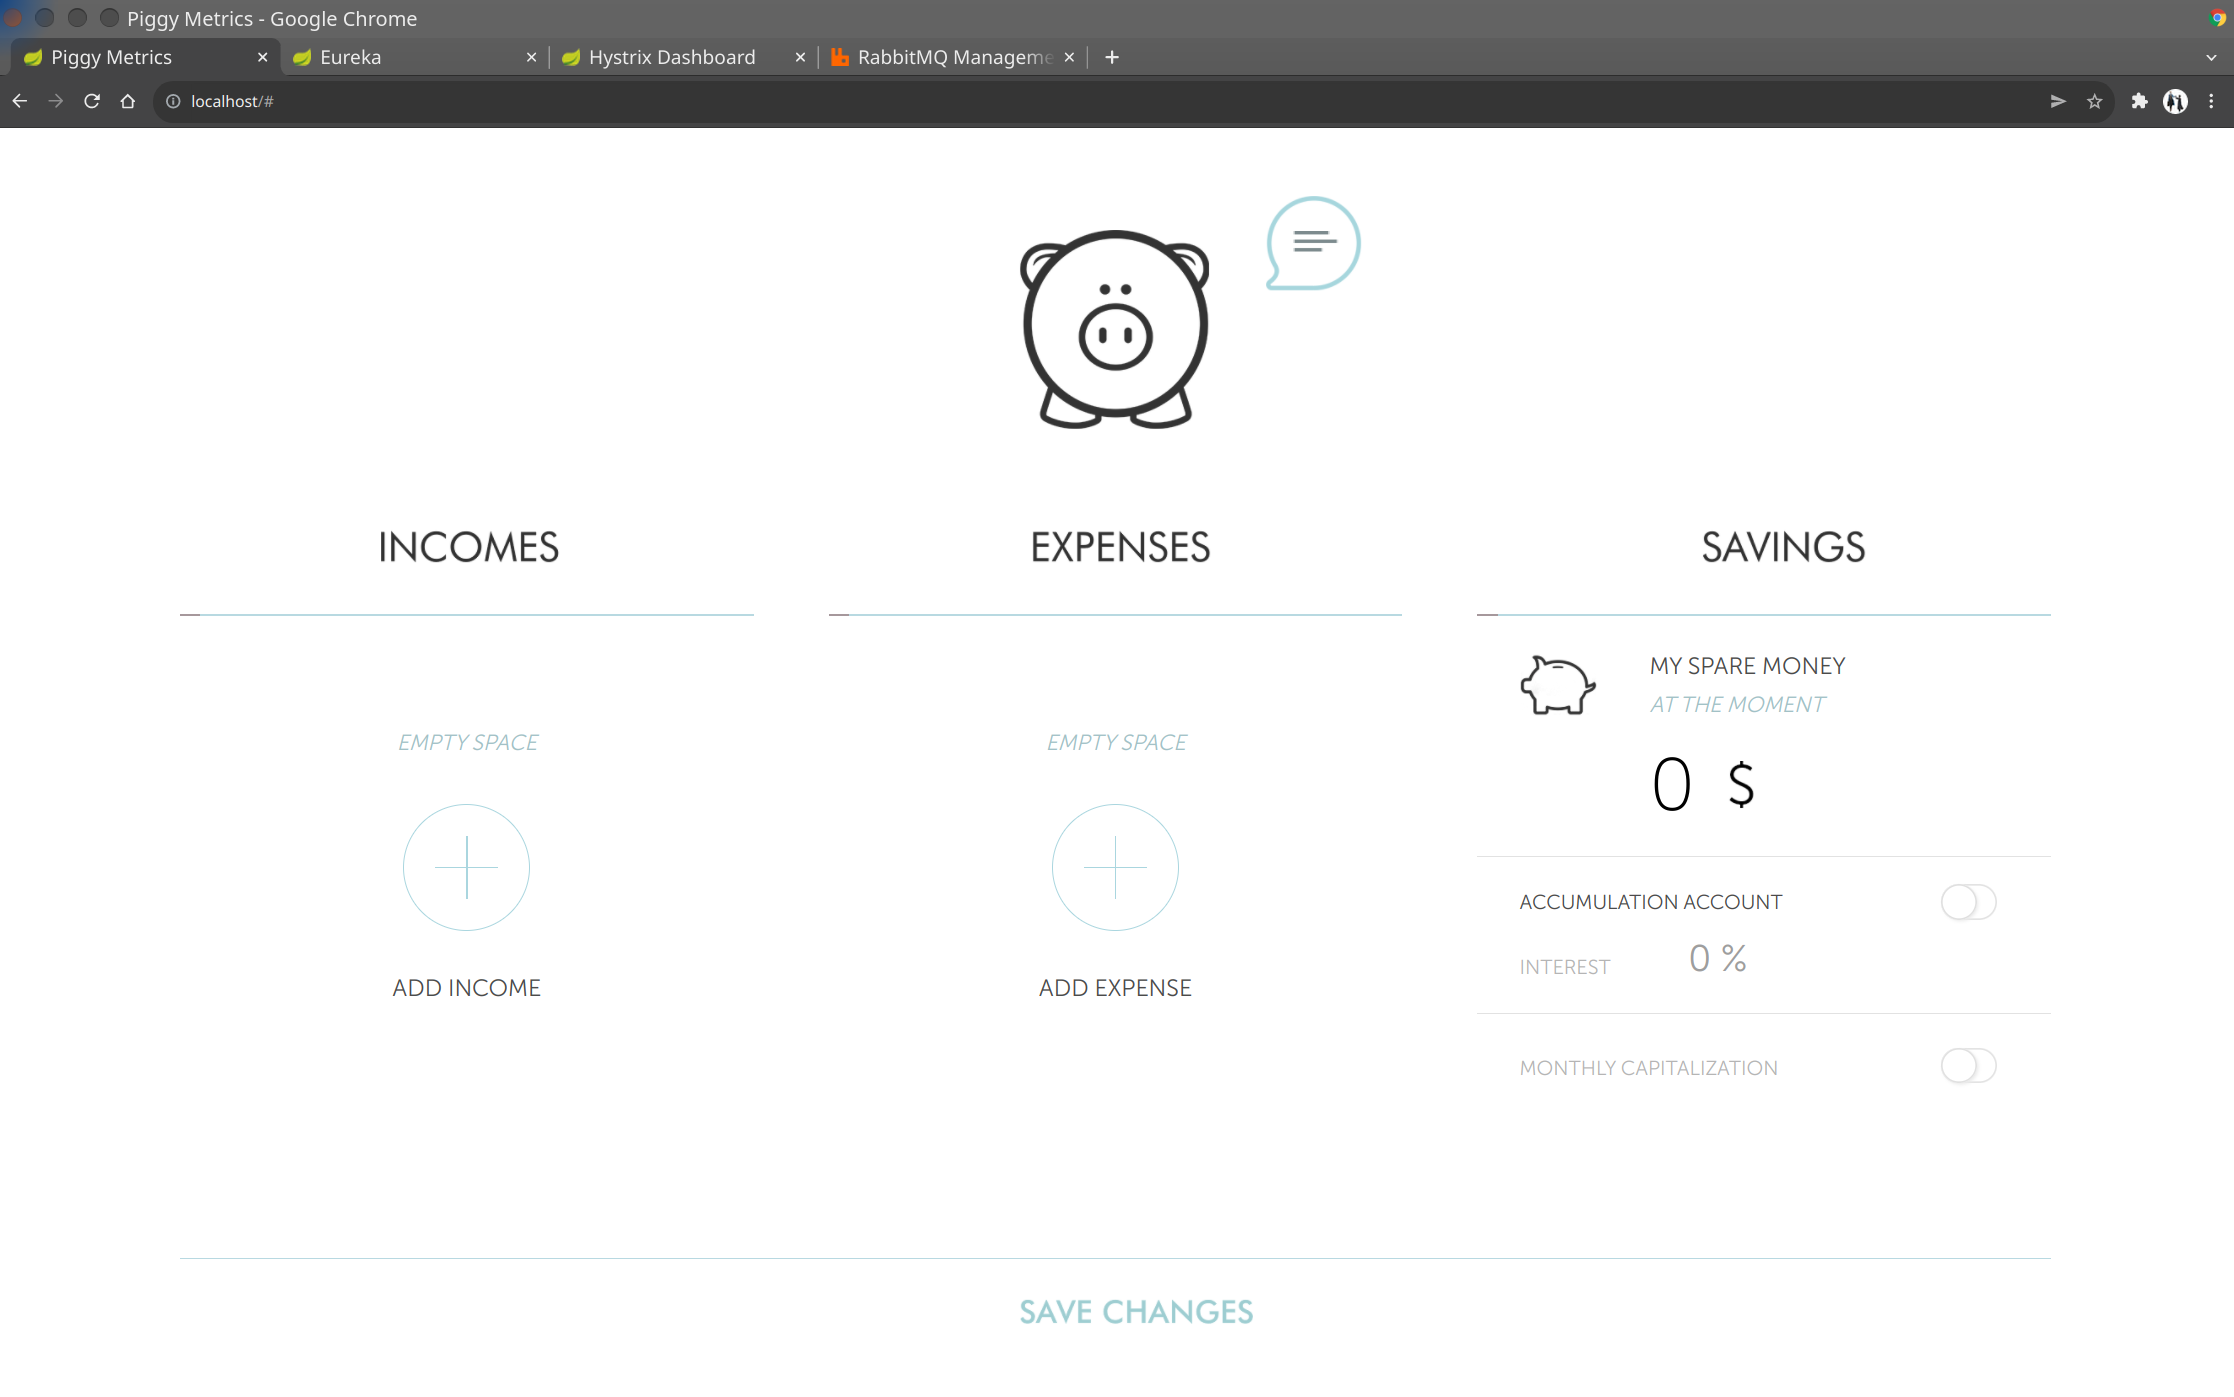 Piggy Metrics - Google Chrome
Piggy Metrics
Eureka
Hystrix Dashboard
RabbitMQ Manageme
localhost/#
INCOMES
EXPENSES
SAVINGS
MY SPARE MONEY
AT THE MOMENT
EMPTY SPACE
EMPTY SPACE
0 $
ACCUMULATION ACCOUNT
INTEREST 0 %
ADD INCOME
ADD EXPENSE
MONTHLY CAPITALIZATION
SAVE CHANGES